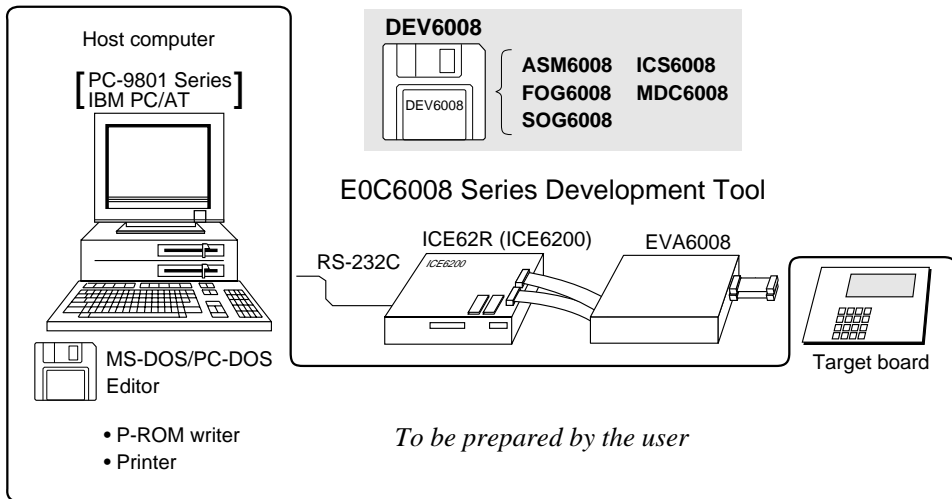 Host computer
[PC-9801 Series
IBM PC/AT]
DEV6008
DEV6008
ASM6008 ICS6008
FOG6008 MDC6008
SOG6008
E0C6008 Series Development Tool
RS-232C
ICE62R (ICE6200)
ICE6200
EVA6008
Target board
MS-DOS/PC-DOS
Editor
• P-ROM writer
• Printer
To be prepared by the user